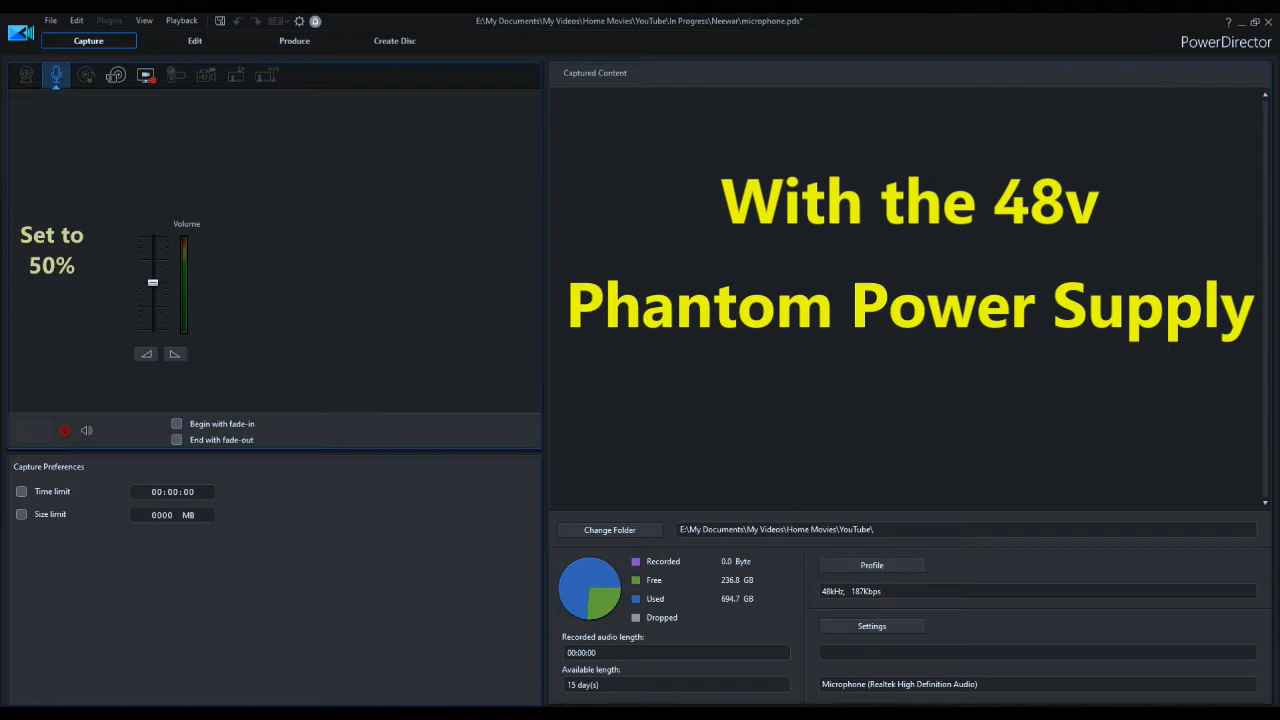 File Edit Plugins View Playback
E:\My Documents\My Videos\Home Movies\YouTube\In Progress\Neewar\microphone.pds*
?
Capture Edit Produce Create Disc
PowerDirector
Captured Content
With the 48v
Phantom Power Supply
Volume
Set to
50%
Begin with fade-in
End with fade-out
Capture Preferences
Time limit 00:00:00
Size limit 0000 MB
Change Folder E:\My Documents\My Videos\Home Movies\YouTube\
Recorded 0.0 Byte
Free 236.8 GB
Used 694.7 GB
Dropped
Recorded audio length:
00:00:00
Available length:
15 day(s)
Profile
48kHz, 187Kbps
Settings
Microphone (Realtek High Definition Audio)